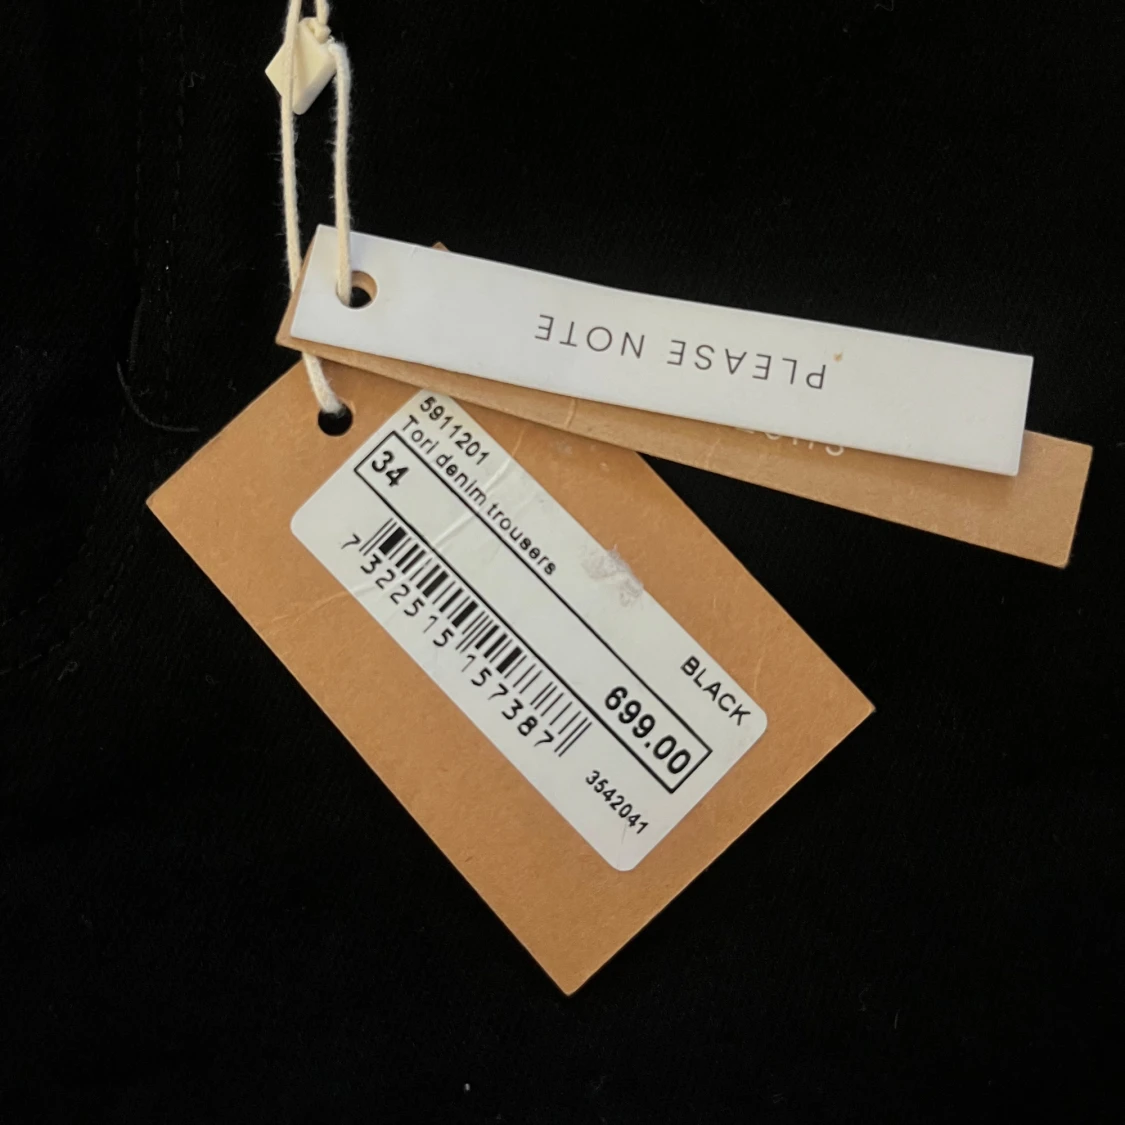 PLEASE NOTE
5911201
Tori denim trousers
BLACK
34
699.00
7 322515 157387
3542041